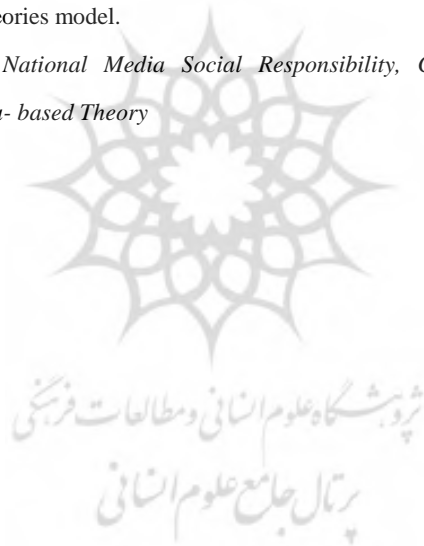 eories model.
National Media Social Responsibility, C
- based Theory
پژوهشگاه علوم انسانی و مطالعات فرهنگی
پرتال جامع علوم انسانی